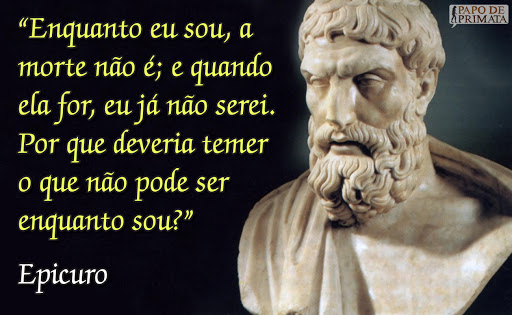 PAPO DE
PRIMATA
“Enquanto eu sou, a
morte não é; e quando
ela for, eu já não serei.
Por que deveria temer
o que não pode ser
enquanto sou?”
Epicuro